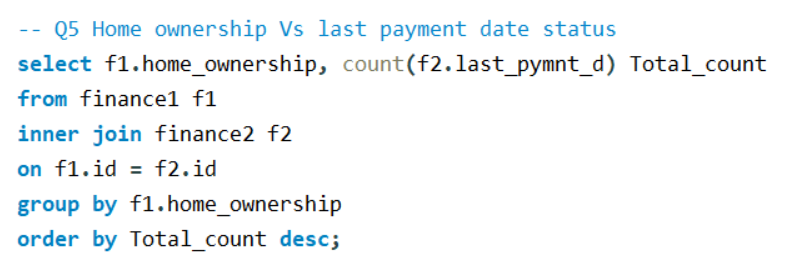 -- Q5 Home ownership Vs last payment date status
select f1.home_ownership, count(f2.last_pymnt_d) Total_count
from finance1 f1
inner join finance2 f2
on f1.id = f2.id
group by f1.home_ownership
order by Total_count desc;